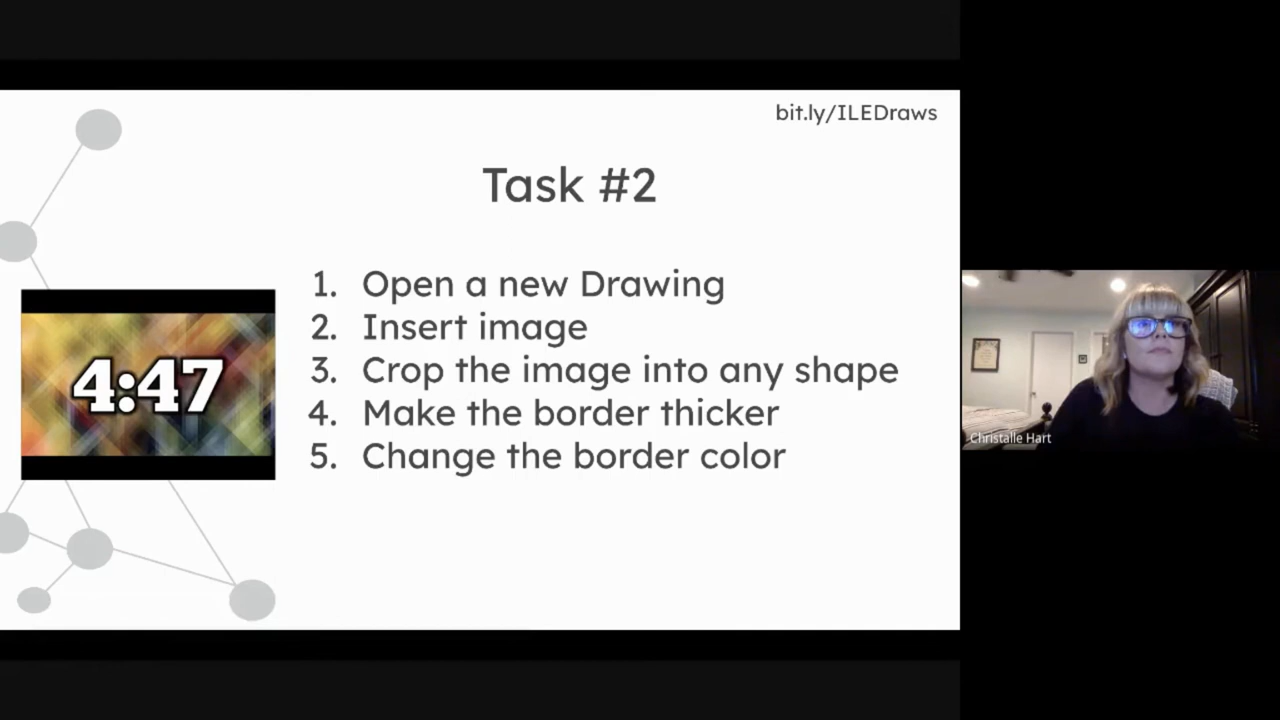 bit.ly/ILEDraws
Task #2
1. Open a new Drawing
2. Insert image
3. Crop the image into any shape
4. Make the border thicker
5. Change the border color
4:47
Christalle Hart